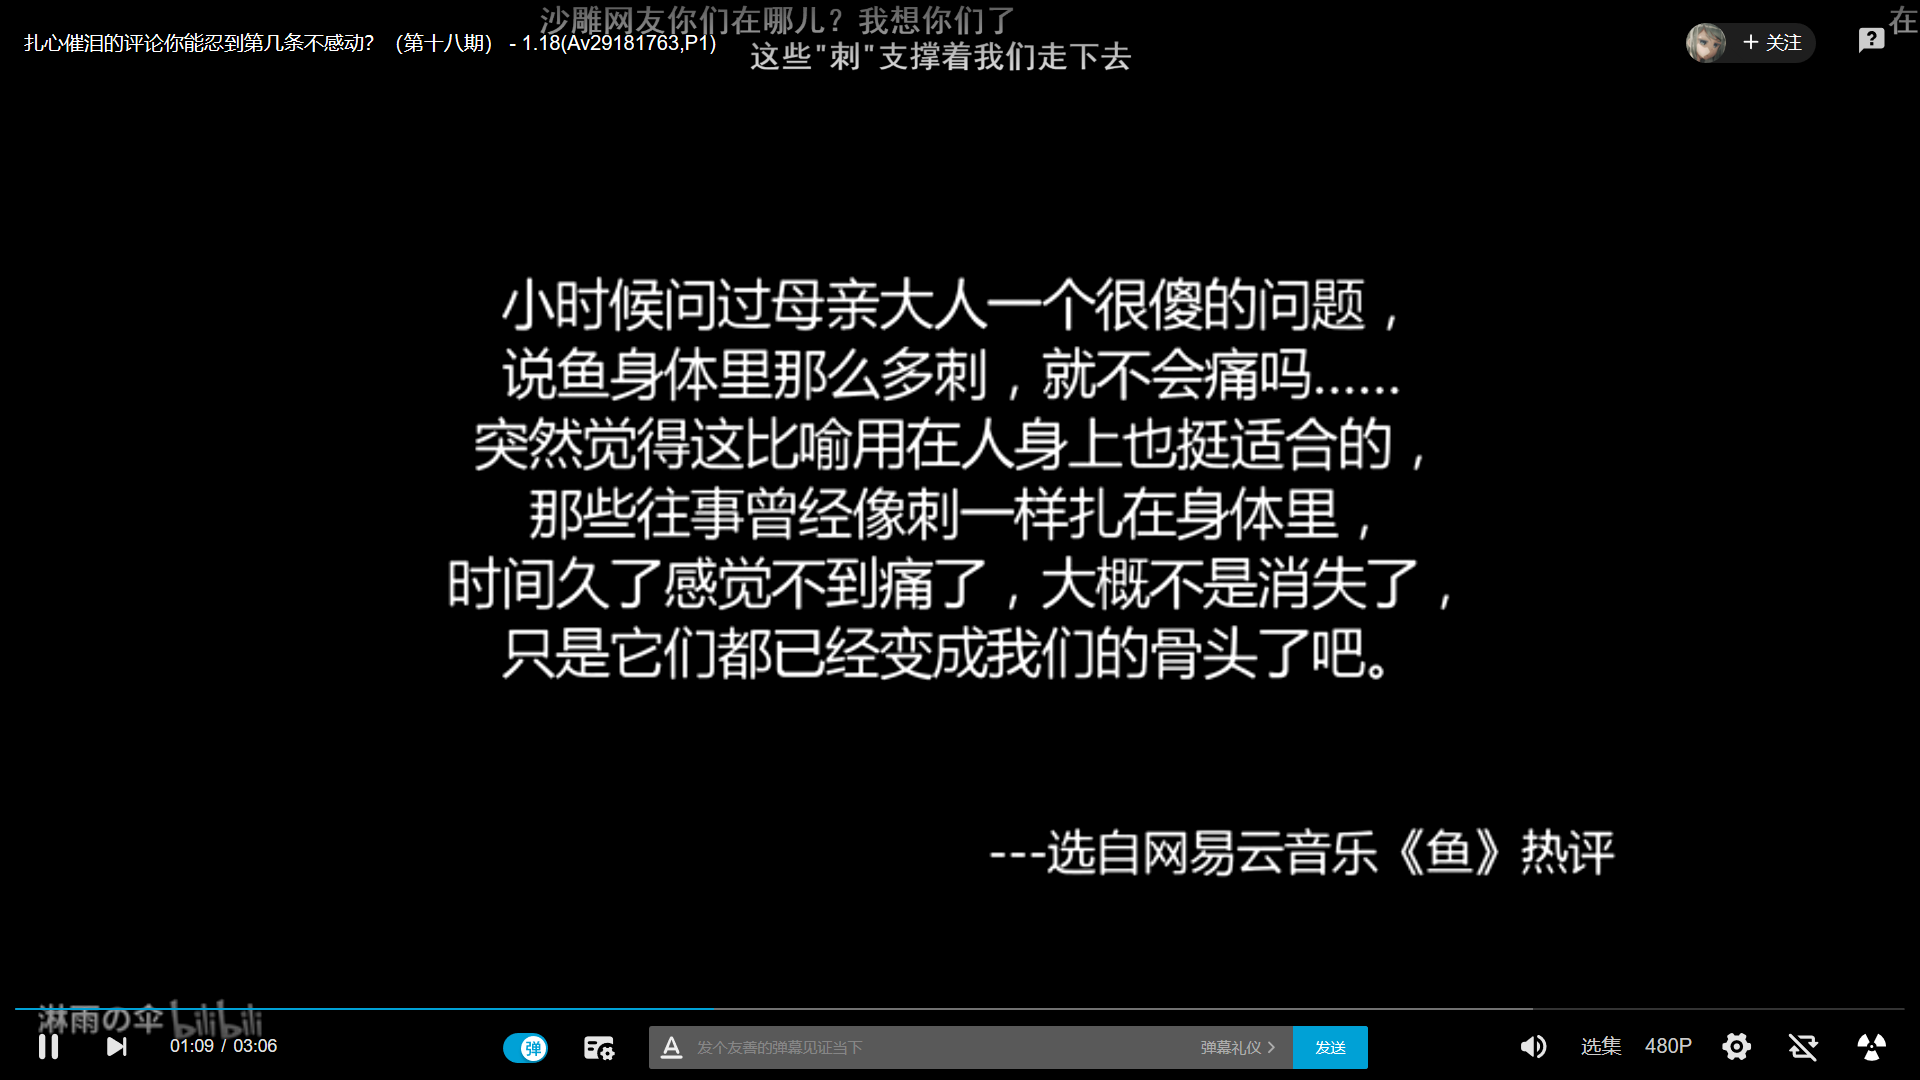 沙雕网友你们在哪儿？我想你们了
在
扎心催泪的评论你能忍到第几条不感动？（第十八期） - 1.18(Av29181763,P1)
+ 关注
这些"刺"支撑着我们走下去
小时候问过母亲大人一个很傻的问题，
说鱼身体里那么多刺，就不会痛吗......
突然觉得这比喻用在人身上也挺适合的，
那些往事曾经像刺一样扎在身体里，
时间久了感觉不到痛了，大概不是消失了，
只是它们都已经变成我们的骨头了吧。
---选自网易云音乐《鱼》热评
淋雨の伞 bilibili
01:09 / 03:06
弹
A
发个友善的弹幕见证当下
弹幕礼仪 >
发送
选集
480P